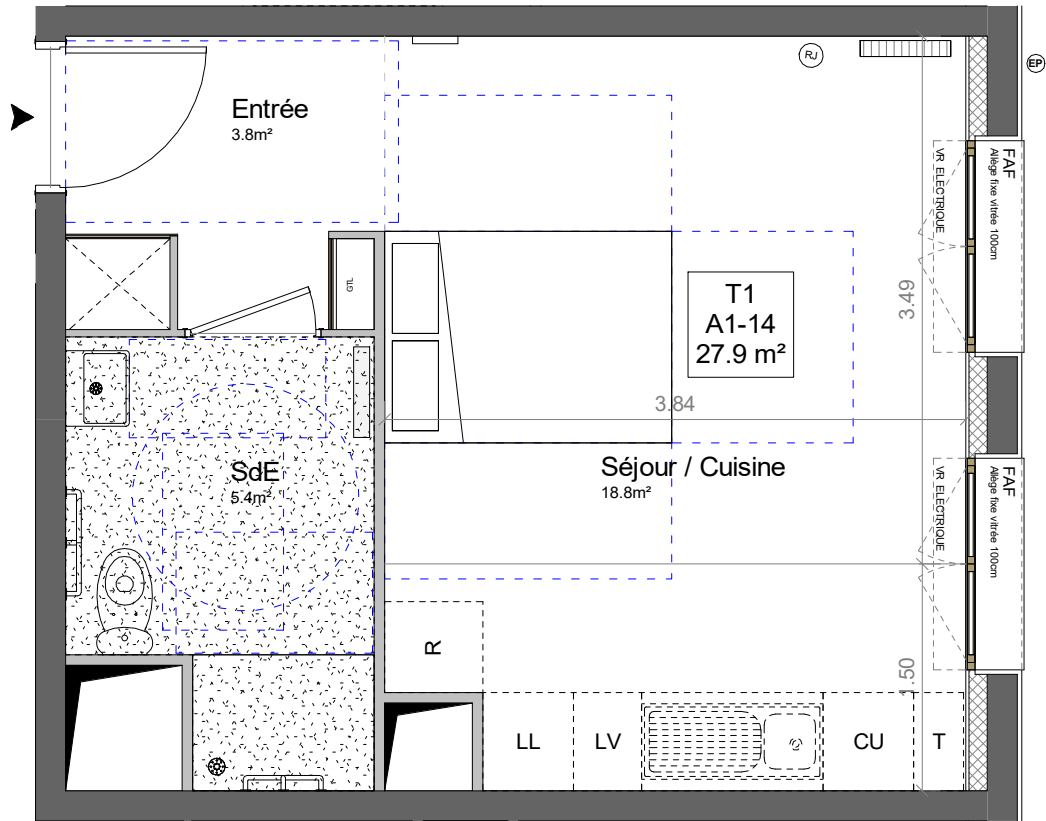 Entrée
3.8m²
RJ
EP
FAF
Allège fixe vitrée 100cm
VR ELECTRIQUE
GTL
T1
A1-14
27.9 m²
3.49
3.84
SdE
5.4m²
Séjour / Cuisine
18.8m²
FAF
Allège fixe vitrée 100cm
VR ELECTRIQUE
R
1.50
LL
LV
CU
T